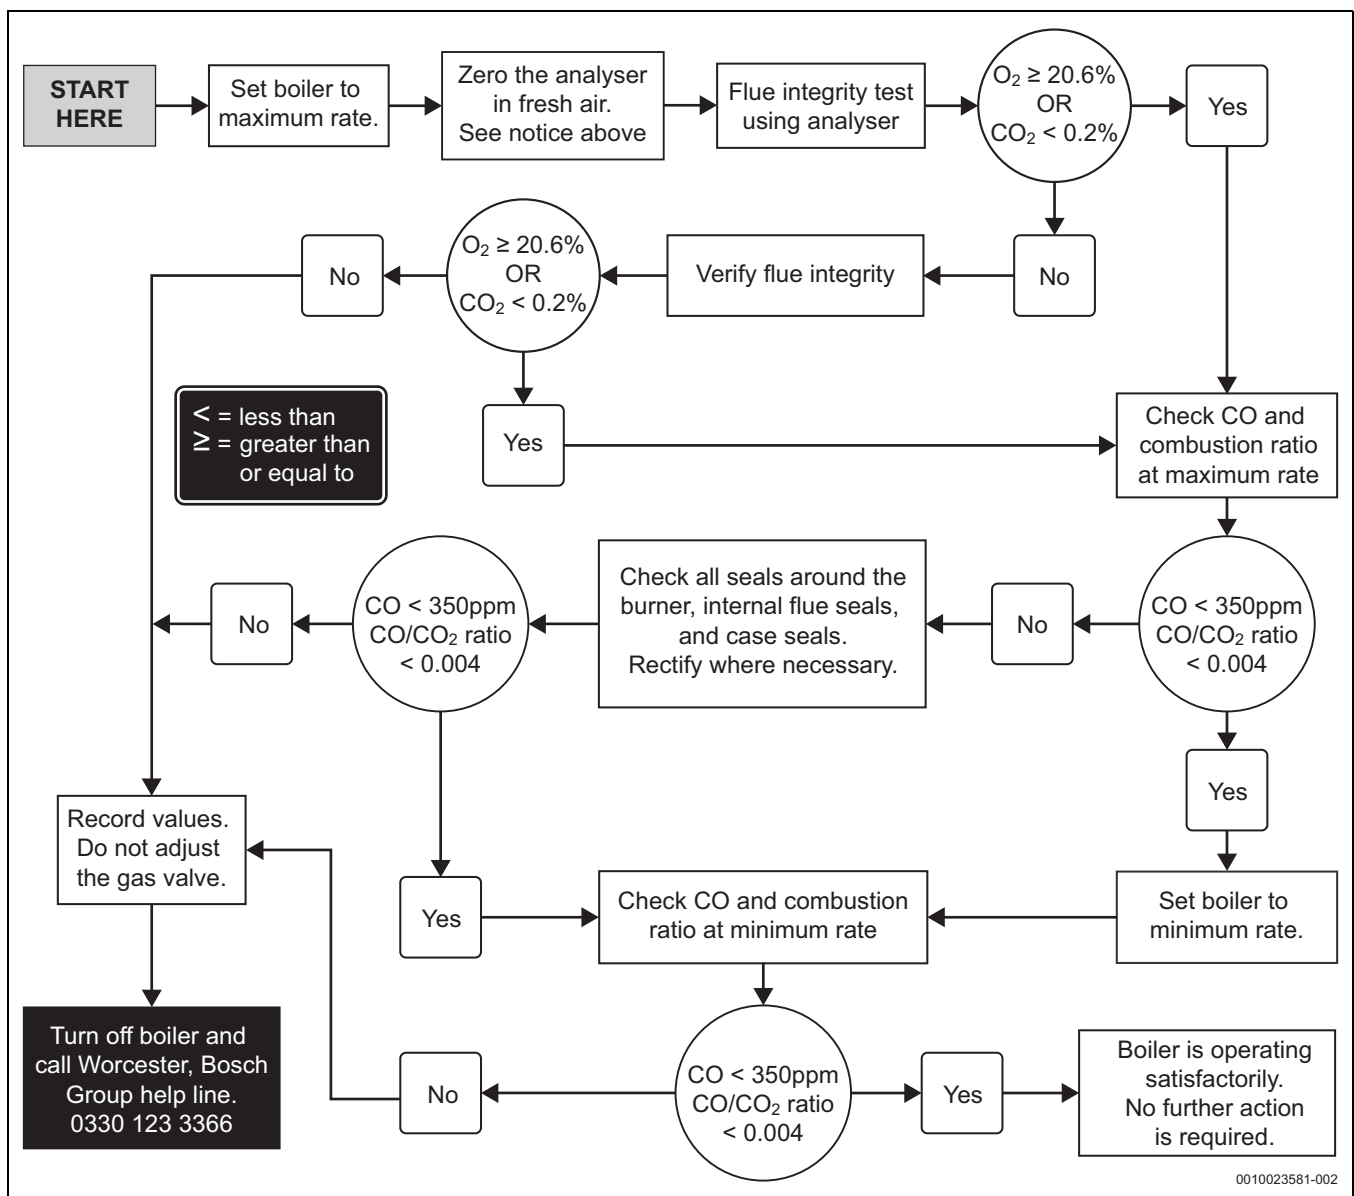 START
HERE
Set boiler to
maximum rate.
Zero the analyser
in fresh air.
See notice above
Flue integrity test
using analyser
O₂ ≥ 20.6%
OR
CO₂ < 0.2%
Yes
No
Verify flue integrity
O₂ ≥ 20.6%
OR
CO₂ < 0.2%
No
Yes
< = less than
≥ = greater than
or equal to
Check CO and
combustion ratio
at maximum rate
CO < 350ppm
CO/CO₂ ratio
< 0.004
No
Check all seals around the
burner, internal flue seals,
and case seals.
Rectify where necessary.
CO < 350ppm
CO/CO₂ ratio
< 0.004
No
Yes
Record values.
Do not adjust
the gas valve.
Yes
Check CO and combustion
ratio at minimum rate
Set boiler to
minimum rate.
Turn off boiler and
call Worcester, Bosch
Group help line.
0330 123 3366
No
CO < 350ppm
CO/CO₂ ratio
< 0.004
Yes
Boiler is operating
satisfactorily.
No further action
is required.
0010023581-002